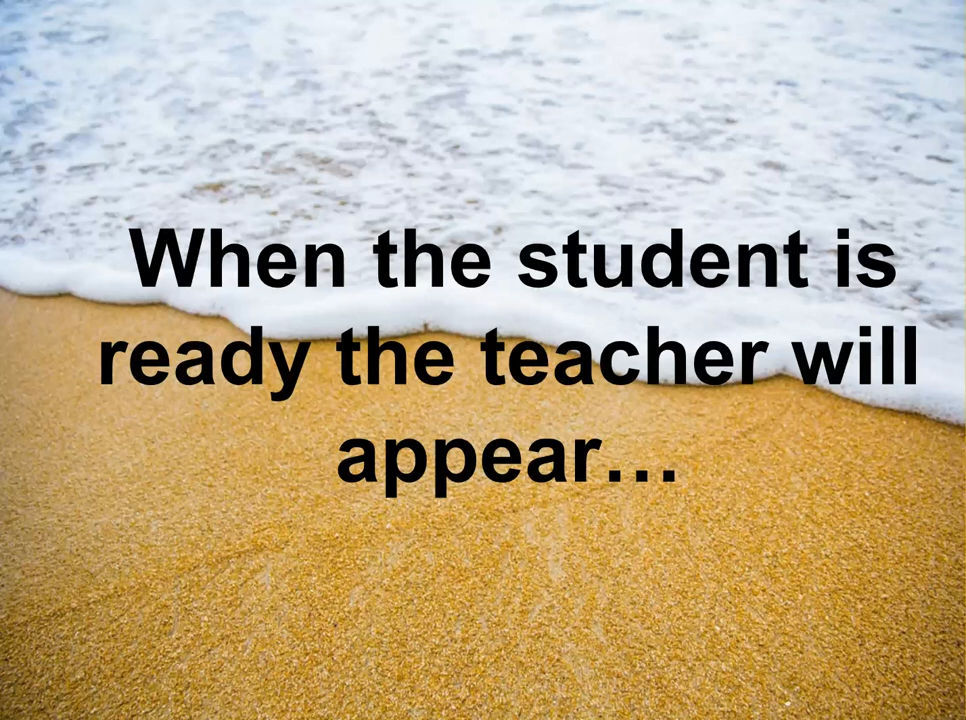 When the student is
ready the teacher will
appear…